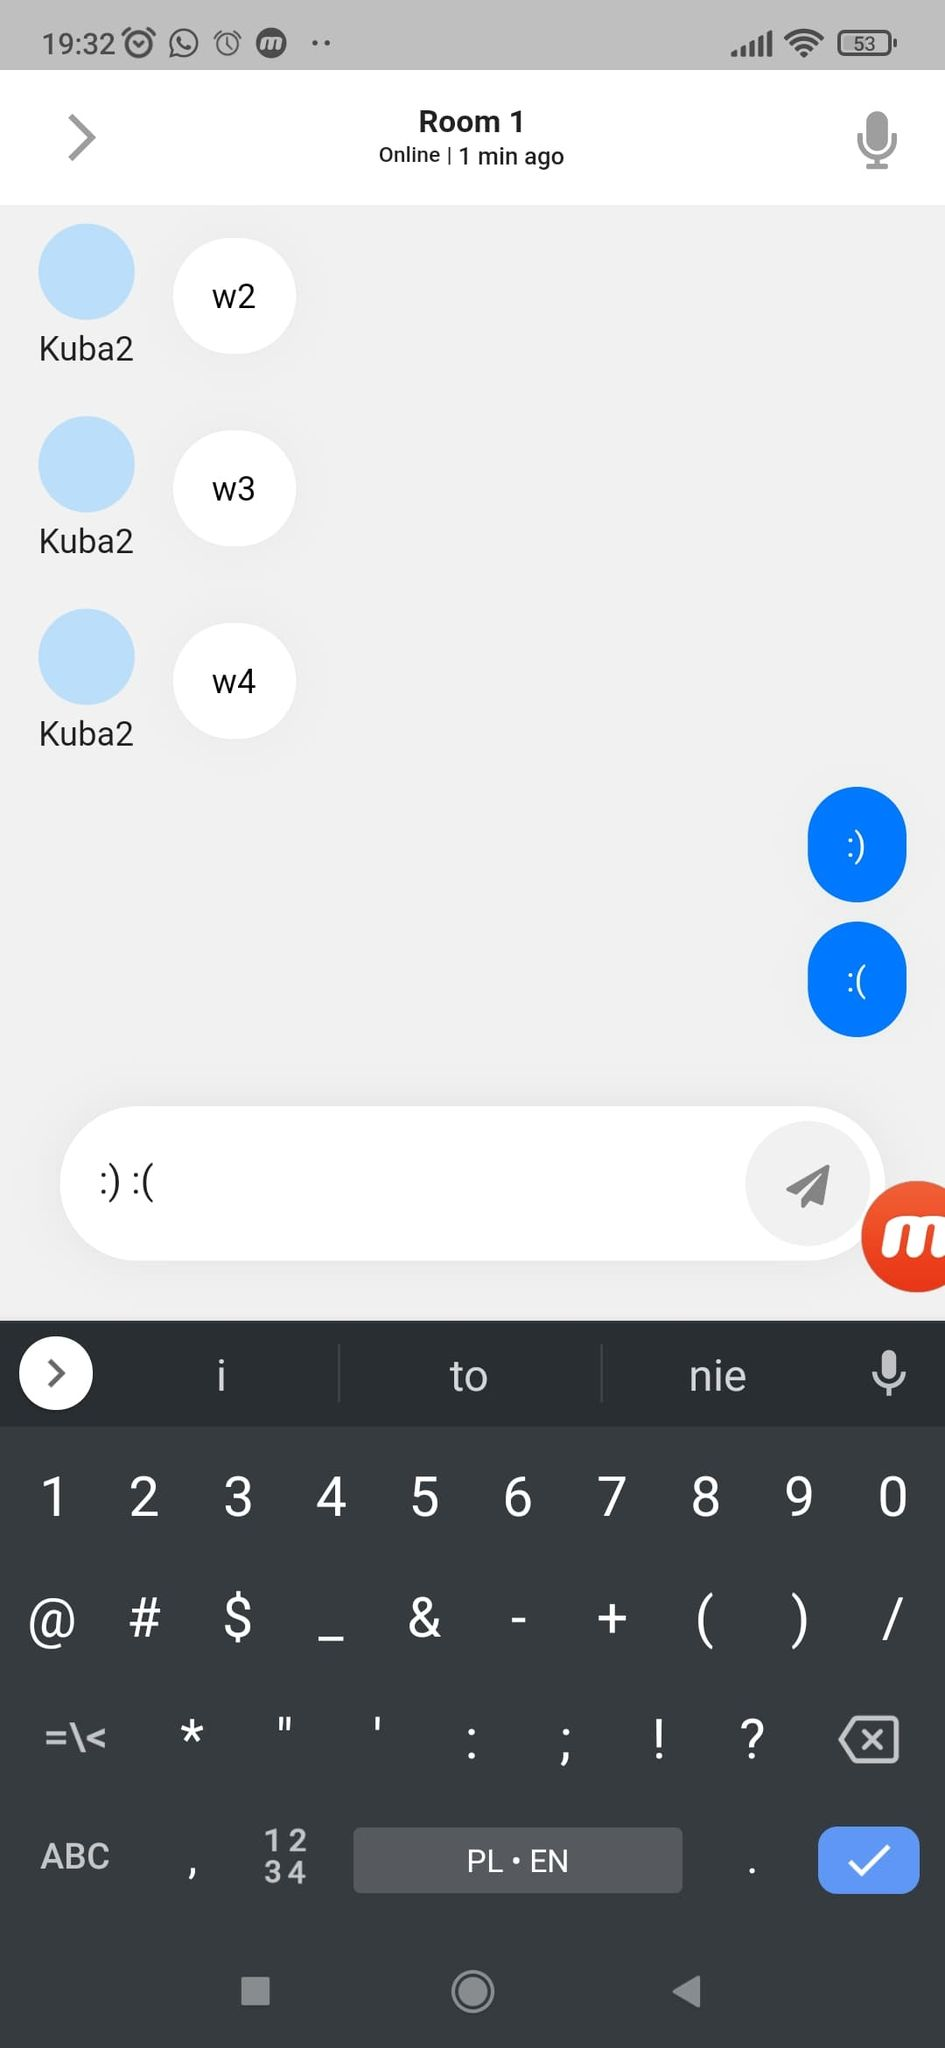 19:32
53
Room 1
Online | 1 min ago
w2
Kuba2
w3
Kuba2
w4
Kuba2
:)
:(
:) :(
m
i to nie
1 2 3 4 5 6 7 8 9 0
@ # $ _ & - + ( ) /
=\< * " ' : ; ! ?
ABC , 12 34 PL • EN .